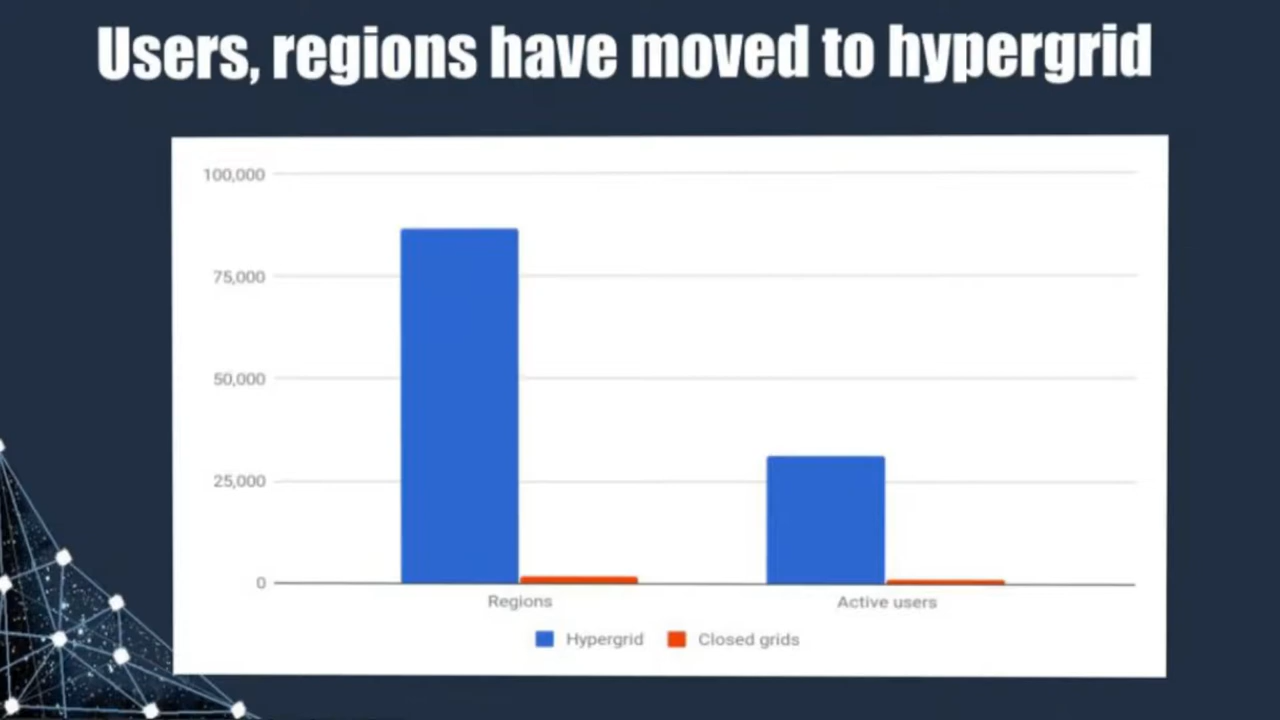 Users, regions have moved to hypergrid
100,000
75,000
50,000
25,000
0
Regions Active users
Hypergrid Closed grids